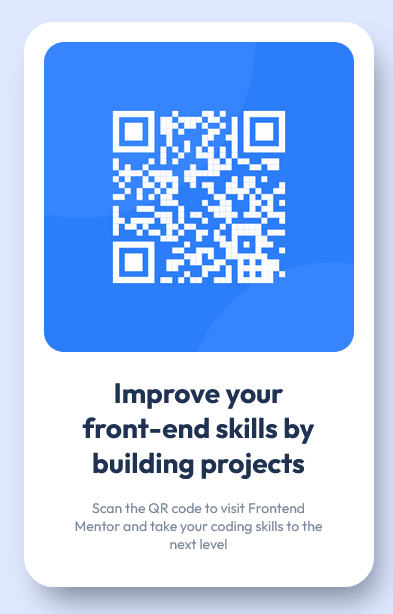 Improve your
front-end skills by
building projects
Scan the QR code to visit Frontend
Mentor and take your coding skills to the
next level